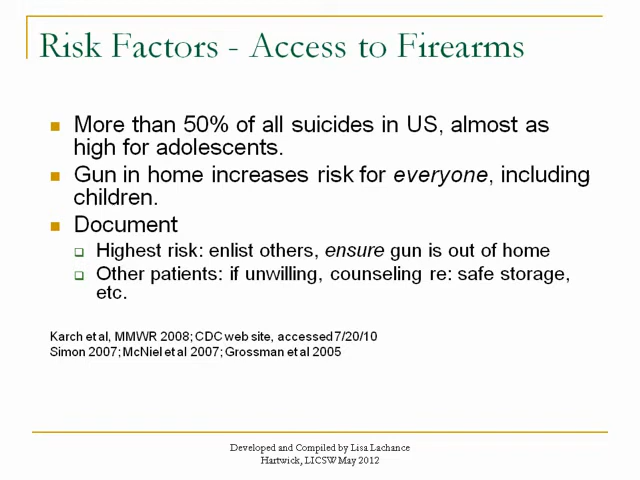 Risk Factors - Access to Firearms
More than 50% of all suicides in US, almost as
high for adolescents.
Gun in home increases risk for everyone, including
children.
Document
Highest risk: enlist others, ensure gun is out of home
Other patients: if unwilling, counseling re: safe storage,
etc.
Karch et al, MMWR 2008; CDC web site, accessed 7/20/10
Simon 2007; McNiel et al 2007; Grossman et al 2005
Developed and Compiled by Lisa Lachance
Hartwick, LICSW May 2012